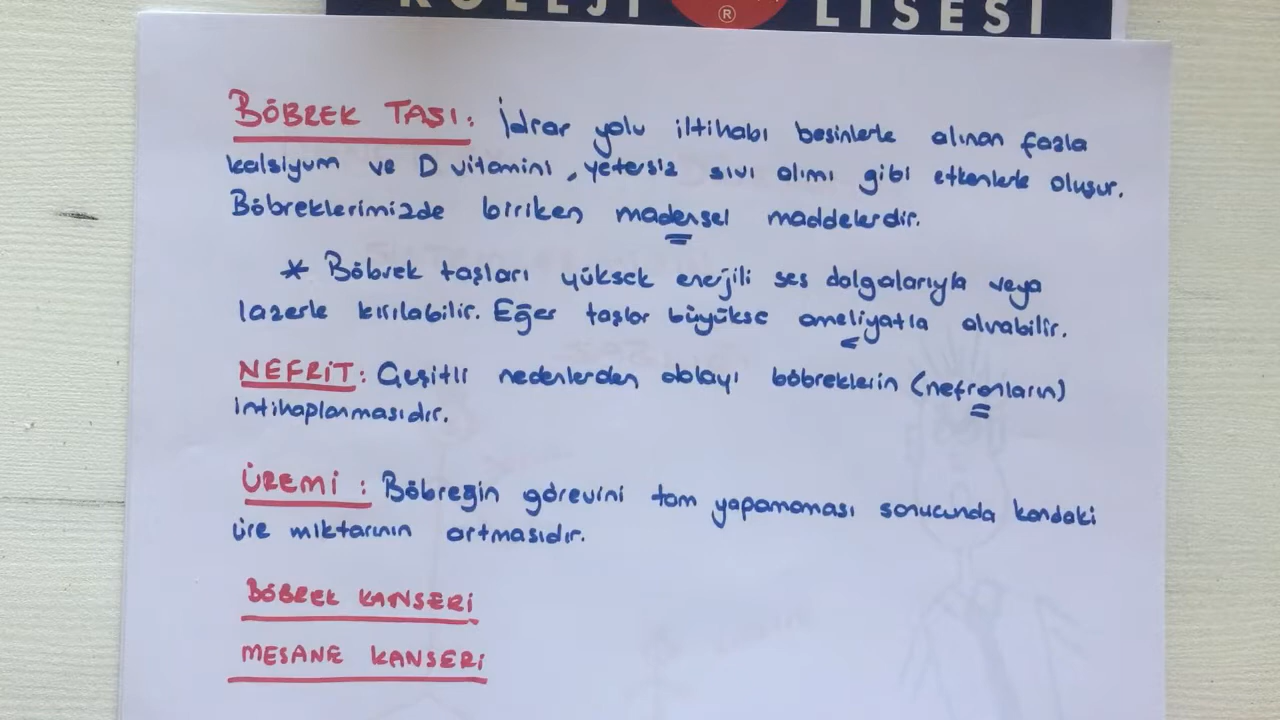 KOLEJİ ® LİSESİ
BÖBREK TAŞI: İdrar yolu iltihabı besinlerle alınan fazla
kalsiyum ve D vitamini, yetersiz sıvı alımı gibi etkenlerle oluşur.
Böbreklerimizde biriken madensel maddelerdir.
* Böbrek taşları yüksek enerjili ses dalgalarıyla veya
lazerle kırılabilir. Eğer taşlar büyükse ameliyatla alınabilir.
NEFRİT: Çeşitli nedenlerden dolayı böbreklerin (nefronların)
intihaplanmasıdır.
ÜREMİ: Böbreğin görevini tam yapamaması sonucunda kandaki
üre miktarının artmasıdır.
BÖBREK KANSERİ
MESANE KANSERİ